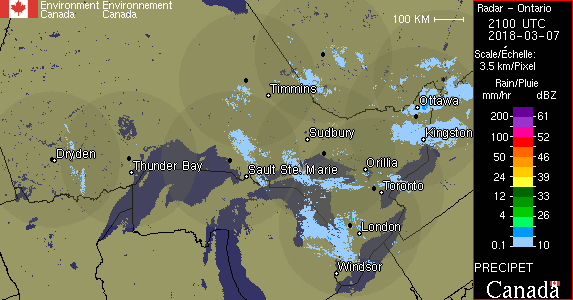 Environment Environnement
Canada Canada
100 KM
Timmins
Ottawa
Sudbury
Kingston
Dryden
Thunder Bay
Sault Ste. Marie
Orillia
Toronto
London
Windsor
Radar - Ontario
2100 UTC
2018-03-07
Scale/Échelle:
3.5 km/Pixel
Rain/Pluie
mm/hr dBZ
200 61
100 52
50 46
24 39
12 33
4 26
0.1 10
PRECIPET
Canada